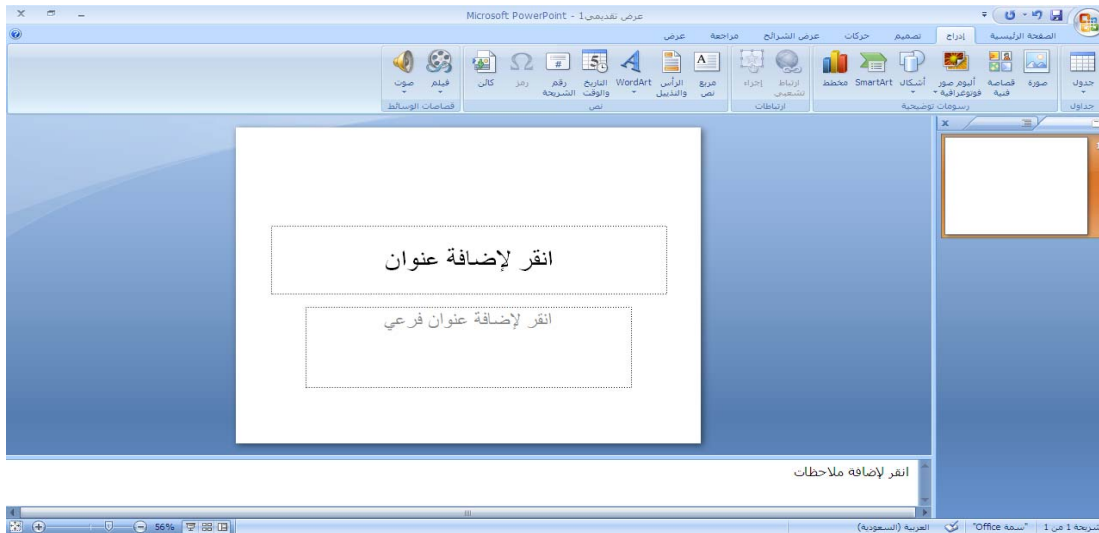 عرض تقديمي1 - Microsoft PowerPoint
الصفحة الرئيسية إدراج تصميم حركات عرض الشرائح مراجعة عرض
جدول صورة قصاصة فنية ألبوم صور فوتوغرافية أشكال SmartArt مخطط ارتباط تشعبي إجراء مربع نص الرأس والتذييل WordArt التاريخ والوقت رقم الشريحة رمز كائن فيلم صوت
جداول رسومات توضيحية ارتباطات نص قصاصات الوسائط
1
انقر لإضافة عنوان
انقر لإضافة عنوان فرعي
انقر لإضافة ملاحظات
شريحة 1 من 1 "سمة Office" العربية (السعودية) 56%